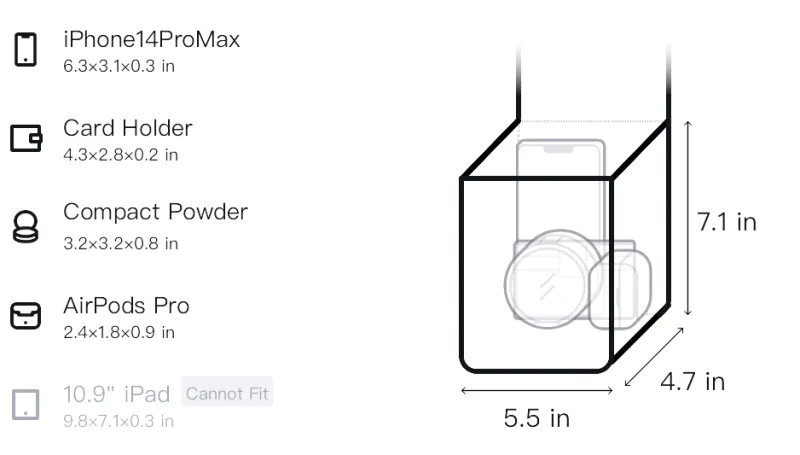 iPhone14ProMax
6.3×3.1×0.3 in
Card Holder
4.3×2.8×0.2 in
Compact Powder
3.2×3.2×0.8 in
AirPods Pro
2.4×1.8×0.9 in
10.9" iPad Cannot Fit
9.8×7.1×0.3 in
7.1 in
4.7 in
5.5 in